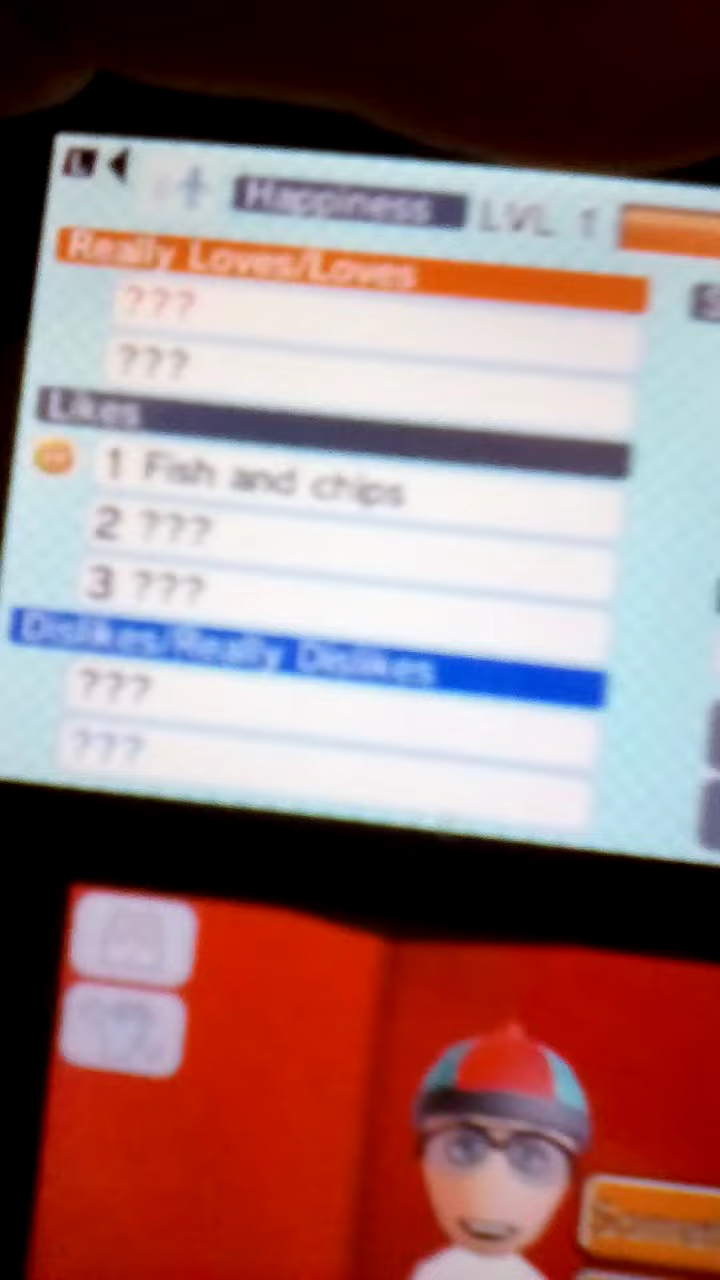 L
Happiness LVL 1
Really Loves/Loves
???
???
Likes
1 Fish and chips
2 ???
3 ???
Dislikes/Really Dislikes
???
???